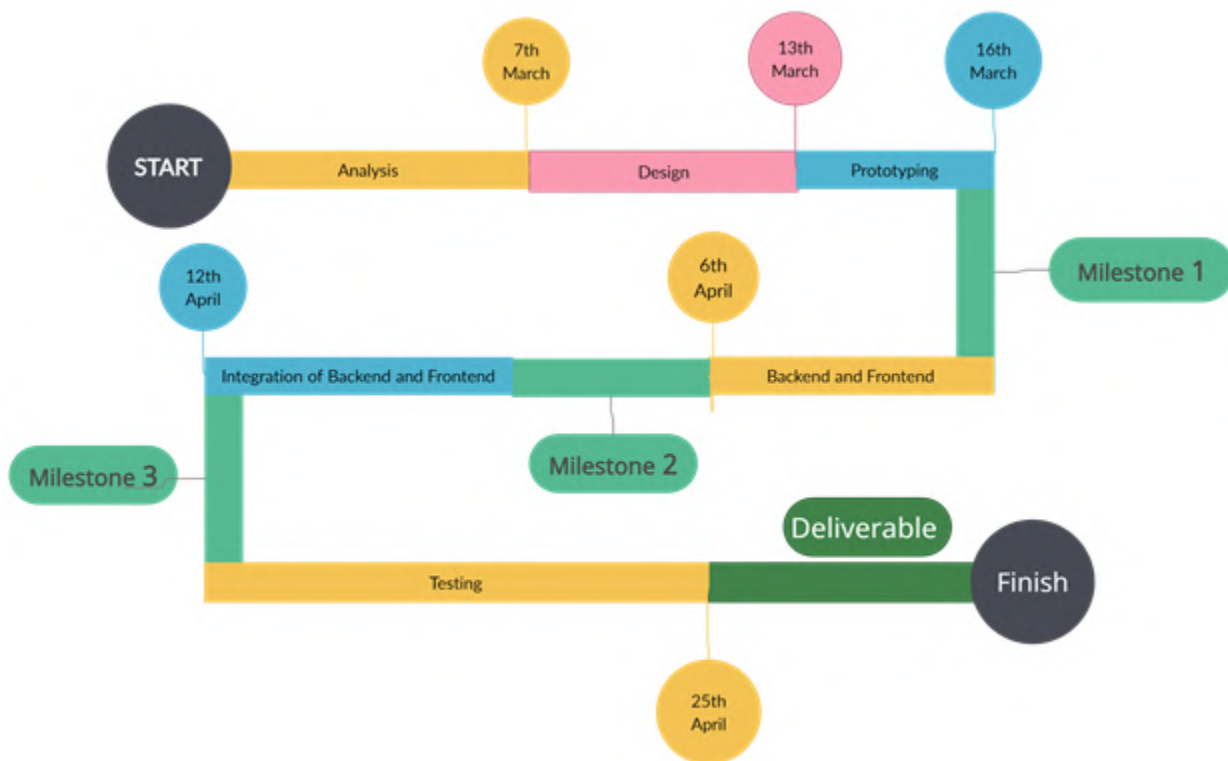 7th
March
13th
March
16th
March
START
Analysis
Design
Prototyping
12th
April
6th
April
Milestone 1
Integration of Backend and Frontend
Backend and Frontend
Milestone 2
Milestone 3
Deliverable
Testing
Finish
25th
April